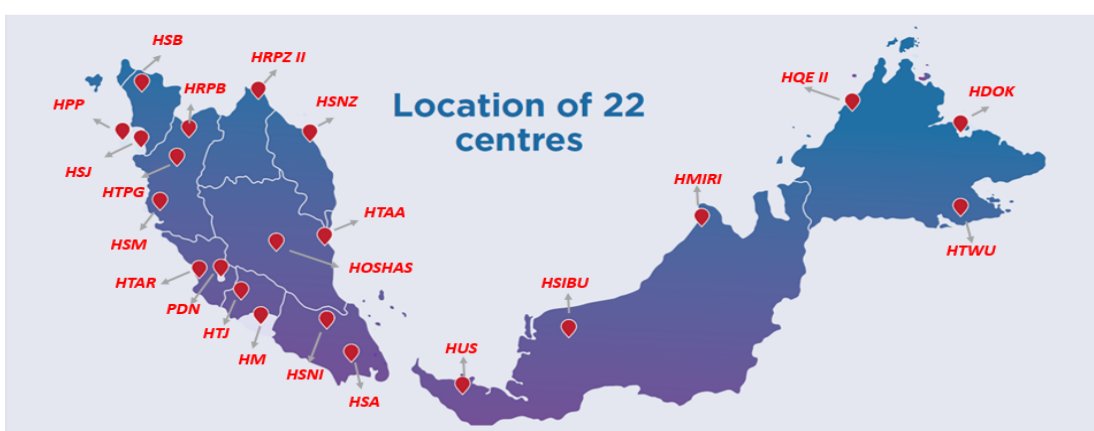 HSB
HRPZ II
HRPB
HSNZ
HPP
HSJ
HTPG
HSM
HTAA
HOSHAS
HTAR
PDN
HTJ
HM
HSNI
HSA
Location of 22
centres
HQE II
HDOK
HMIRI
HTWU
HSIBU
HUS